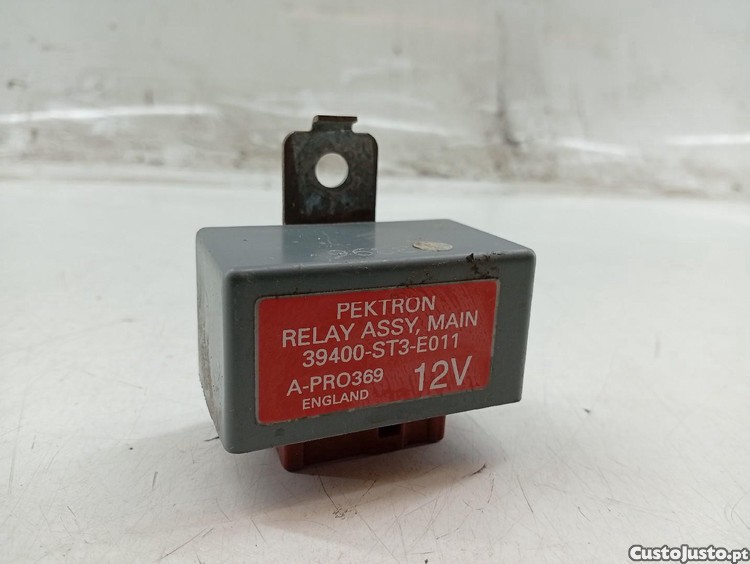 PEKTRON
RELAY ASSY, MAIN
39400-ST3-E011
A-PRO369 12V
ENGLAND
CustoJusto.pt